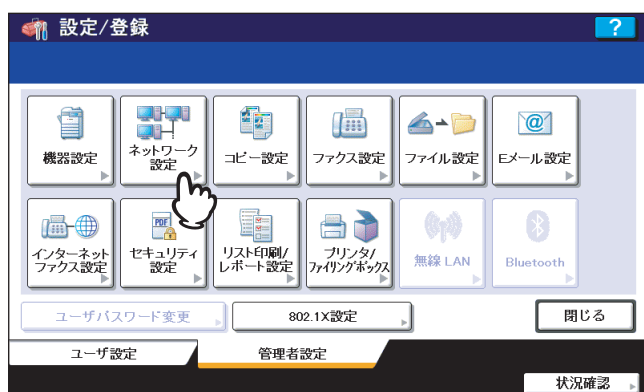 設定/登録
?
機器設定
ネットワーク
設定
コピー設定
ファクス設定
ファイル設定
Eメール設定
@
インターネット
ファクス設定
PDF
セキュリティ
設定
リスト印刷/
レポート設定
プリンタ/
ファイリングボックス
無線 LAN
Bluetooth
ユーザパスワード変更
802.1X設定
閉じる
ユーザ設定
管理者設定
状況確認